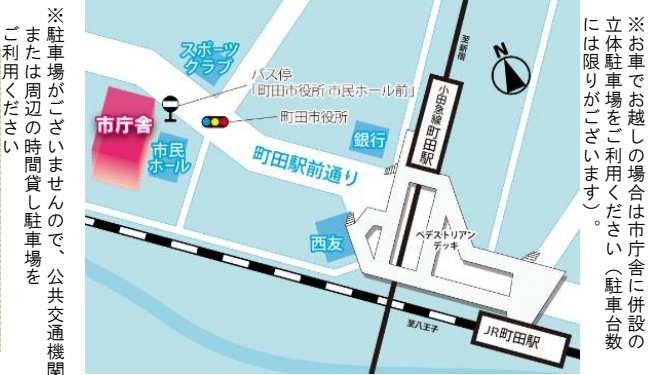 ※お車でお越しの場合は市庁舎に併設の
立体駐車場をご利用ください（駐車台数
には限りがございます）。
至新宿
N
小田急線 町田駅
スポーツ
クラブ
バス停
「町田市役所 市民ホール前」
町田市役所
市庁舎
市民
ホール
銀行
町田駅前通り
西友
ペデストリアン
デッキ
至八王子
JR町田駅
※駐車場がございませんので、公共交通機関
または周辺の時間貸し駐車場を
ご利用ください